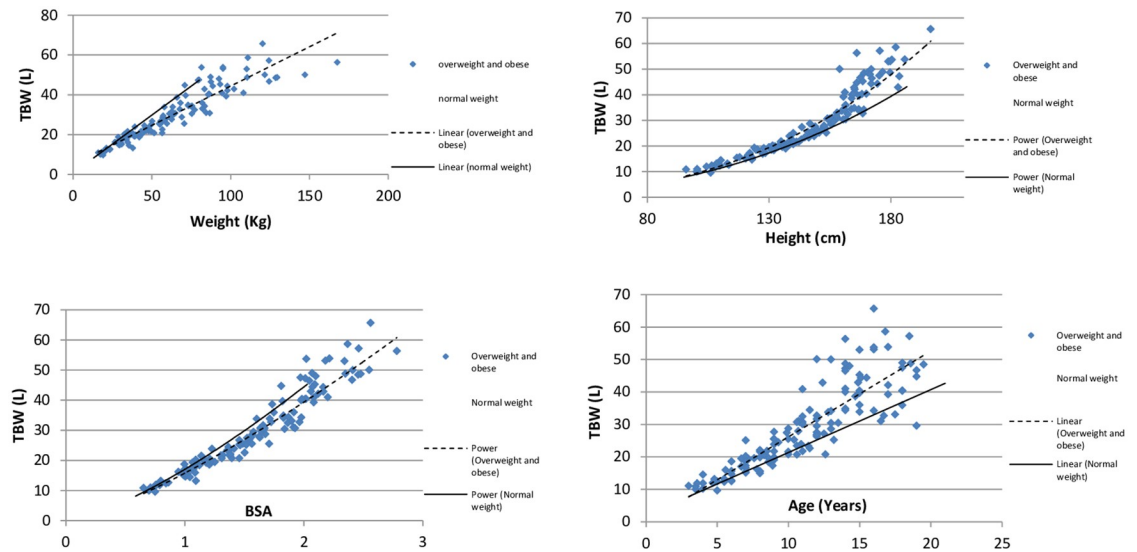 80
60
40
20
0
TBW (L)
0
50
100
150
200
Weight (Kg)
overweight and obese
normal weight
Linear (overweight and
obese)
Linear (normal weight)
70
60
50
40
30
20
10
0
TBW (L)
80
130
180
Height (cm)
Overweight and
obese
Normal weight
Power (Overweight
and obese)
Power (Normal
weight)
70
60
50
40
30
20
10
0
TBW (L)
BSA
0
1
2
3
Overweight and
obese
Normal weight
Power
(Overweight and
obese)
Power (Normal
weight)
70
60
50
40
30
20
10
0
TBW (L)
Age (Years)
0
5
10
15
20
25
Overweight and
obese
Normal weight
Linear
(Overweight and
obese)
Linear (Normal
weight)